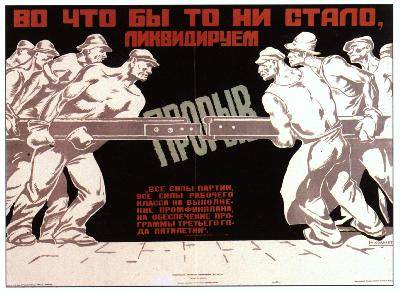 ВО ЧТО БЫ ТО НИ СТАЛО,
ЛИКВИДИРУЕМ
ПРОРЫВ
„ВСЕ СИЛЫ ПАРТИИ,
ВСЕ СИЛЫ РАБОЧЕГО
КЛАССА НА ВЫПОЛНЕ-
НИЕ ПРОМФИНПЛАНА,
НА ОБЕСПЕЧЕНИЕ ПРО-
ГРАММЫ ТРЕТЬЕГО ГО-
ДА ПЯТИЛЕТКИ".